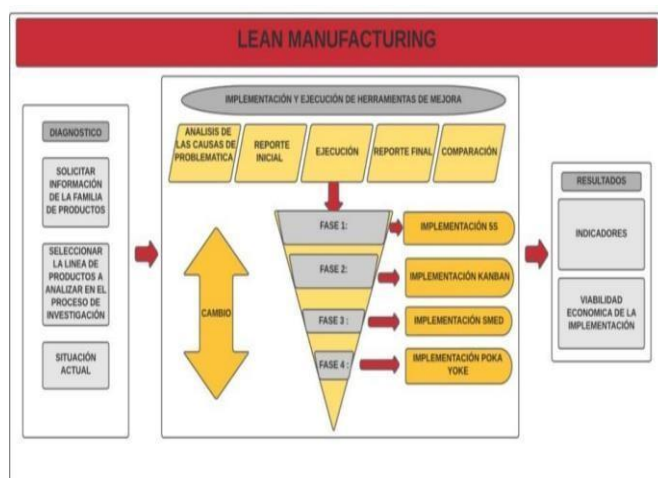 LEAN MANUFACTURING
DIAGNOSTICO
SOLICITAR
INFORMACIÓN
DE LA FAMILIA DE
PRODUCTOS
SELECCIONAR
LA LINEA DE
PRODUCTOS A
ANALIZAR EN EL
PROCESO DE
INVESTIGACIÓN
SITUACIÓN
ACTUAL
IMPLEMENTACIÓN Y EJECUCIÓN DE HERRAMIENTAS DE MEJORA
ANÁLISIS DE
LAS CAUSAS DE
PROBLEMATICA
REPORTE
INICIAL
EJECUCIÓN
REPORTE FINAL
COMPARACIÓN
CAMBIO
FASE 1:
IMPLEMENTACIÓN 5S
FASE 2:
IMPLEMENTACIÓN KANBAN
FASE 3 :
IMPLEMENTACIÓN SMED
FASE 4 :
IMPLEMENTACIÓN POKA
YOKE
RESULTADOS
INDICADORES
VIABILIDAD
ECONOMICA DE LA
IMPLEMENTACIÓN